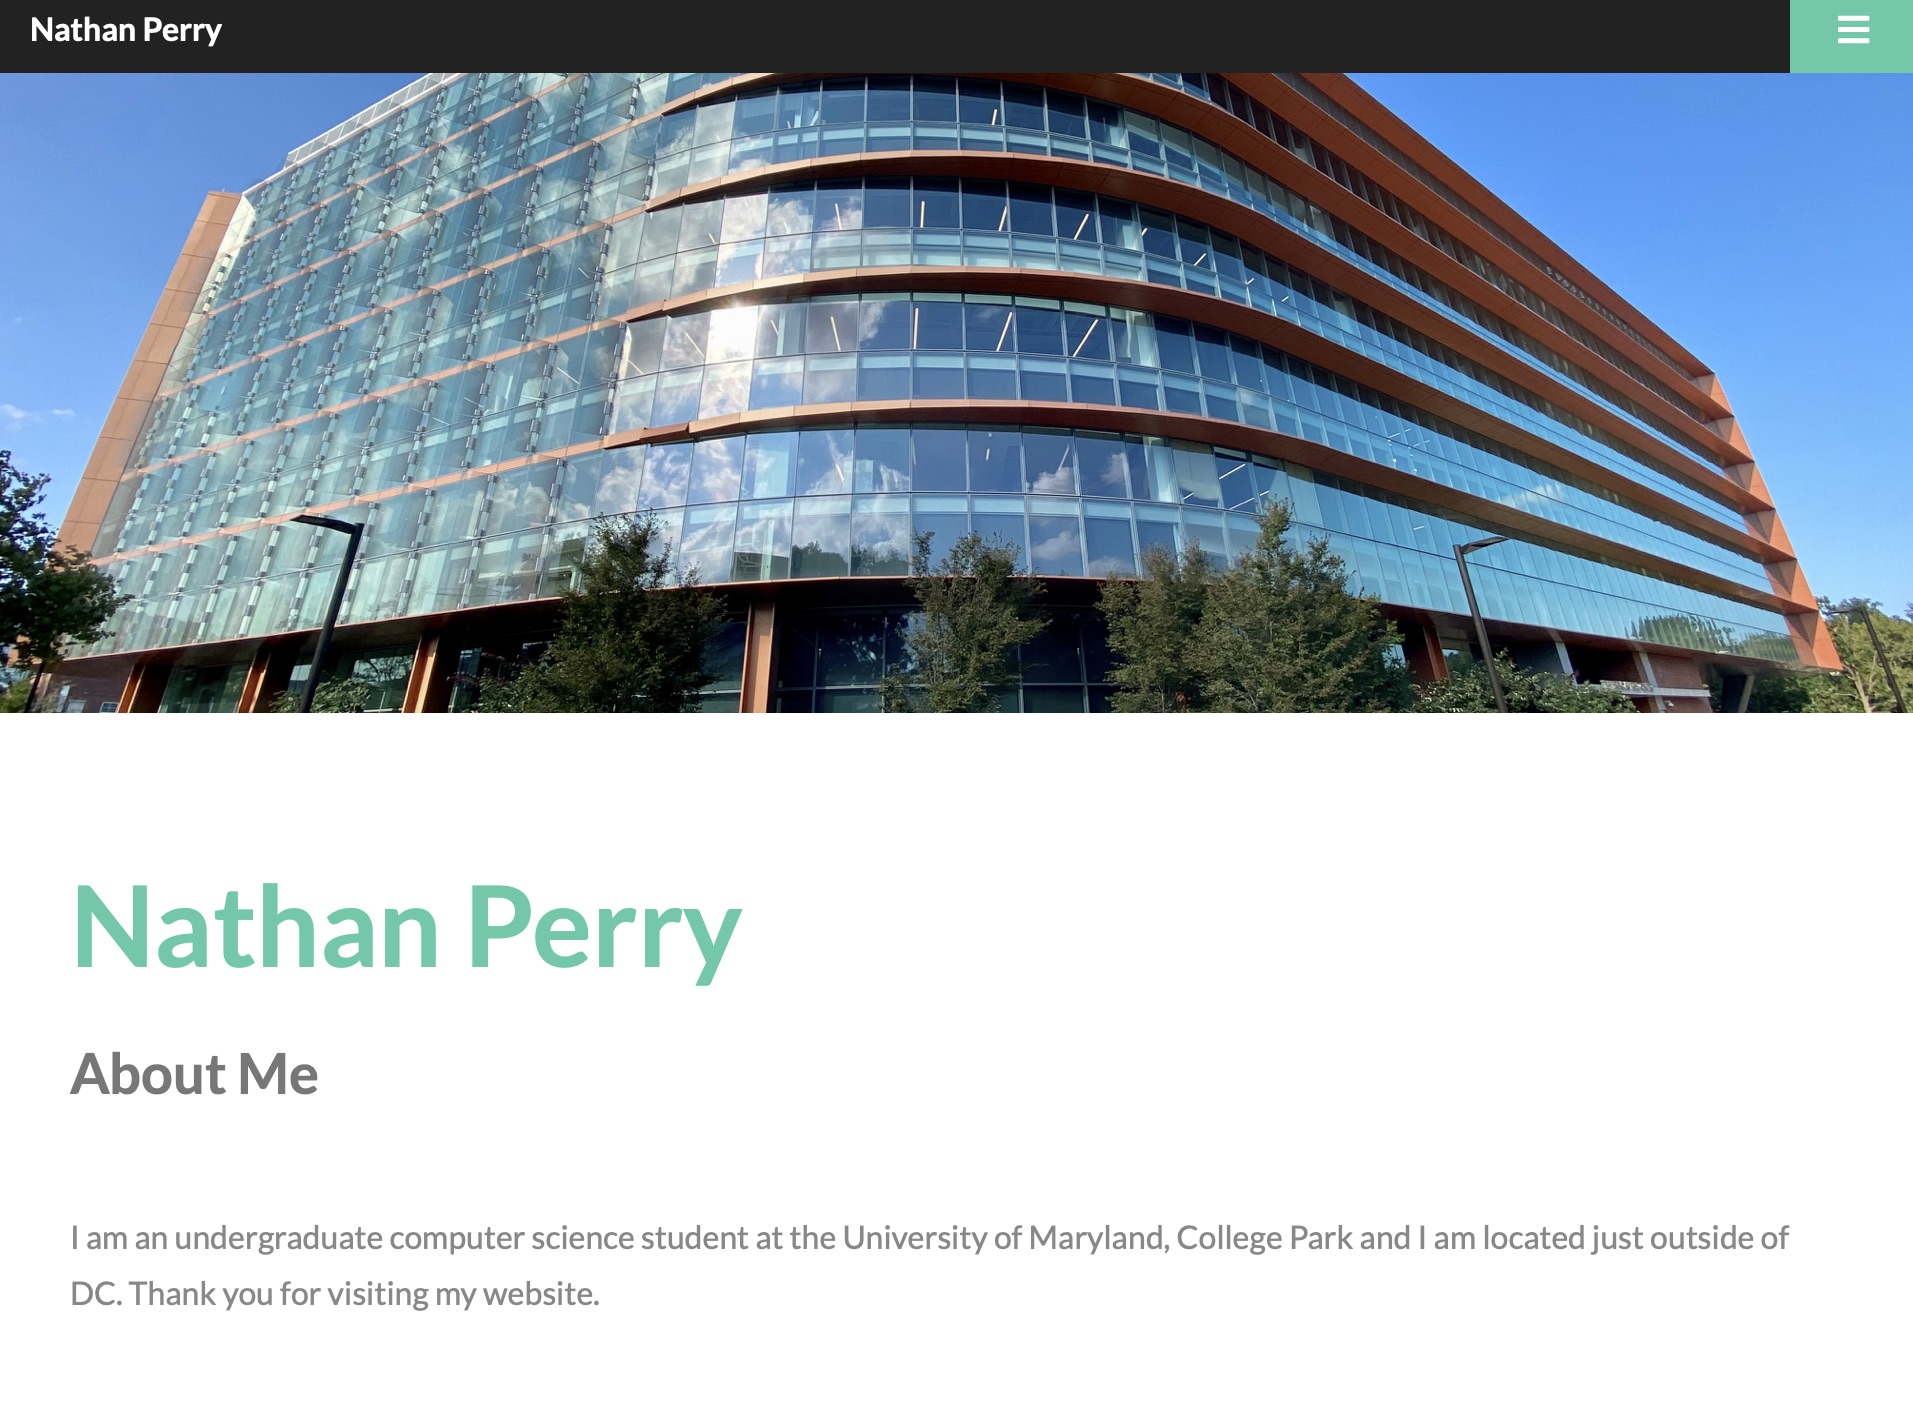 Nathan Perry
Nathan Perry
About Me
I am an undergraduate computer science student at the University of Maryland, College Park and I am located just outside of
DC. Thank you for visiting my website.